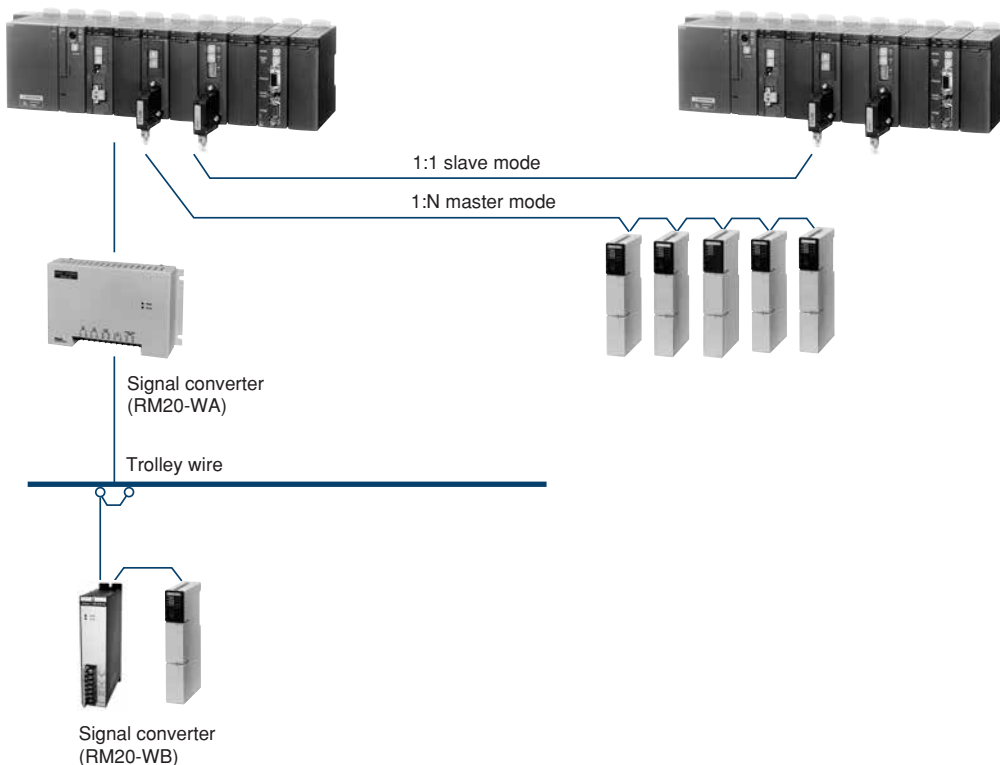 1:1 slave mode
1:N master mode
Signal converter
(RM20-WA)
Trolley wire
Signal converter
(RM20-WB)